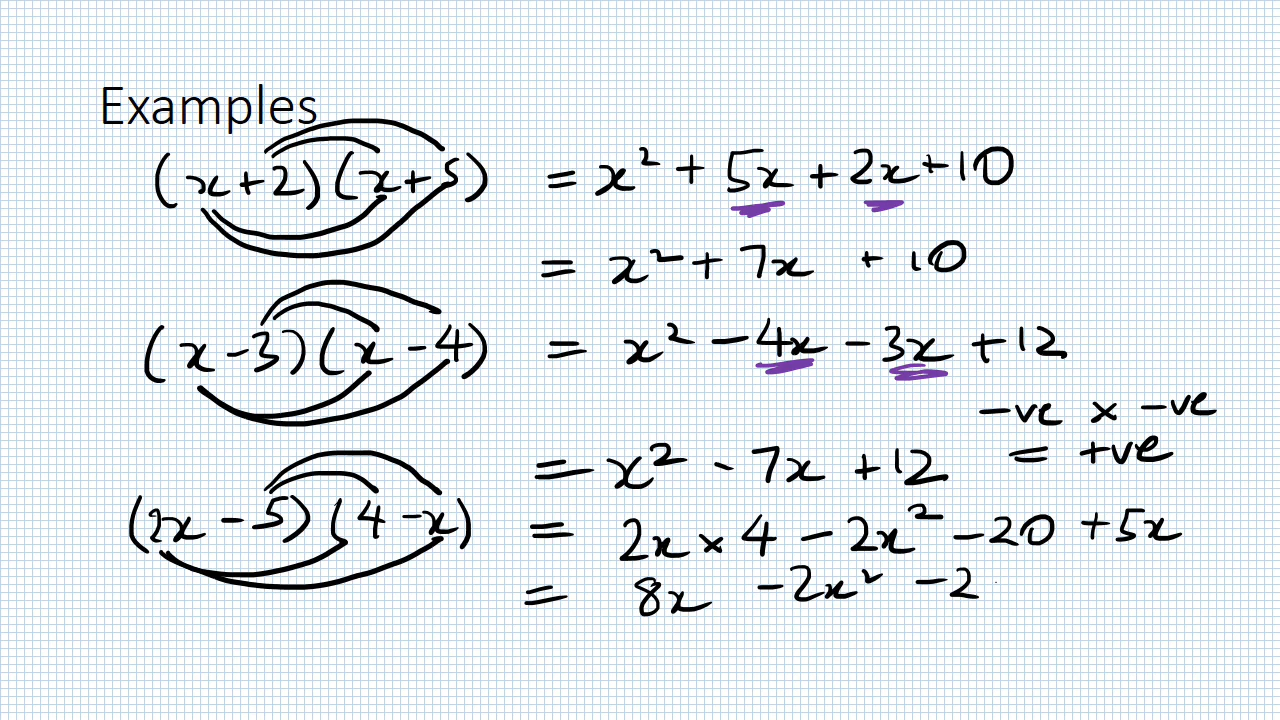 Examples
(x+2)(x+5) = x² + 5x + 2x + 10
= x² + 7x + 10
(x-3)(x-4) = x² - 4x - 3x + 12
-ve × -ve
= +ve
= x² - 7x + 12
(2x-5)(4-x) = 2x × 4 - 2x² - 20 + 5x
= 8x - 2x² - 2